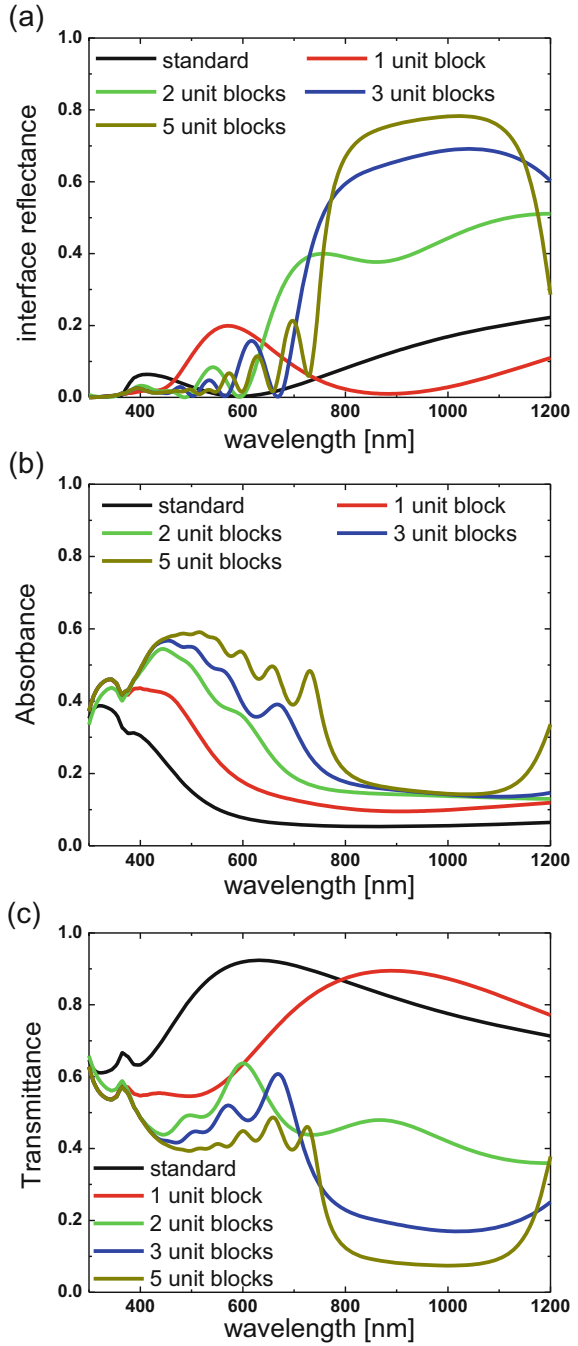 (a)
1.0
standard
1 unit block
2 unit blocks
3 unit blocks
5 unit blocks
0.8
0.6
0.4
0.2
0.0
interface reflectance
400
600
800
1000
1200
wavelength [nm]
(b)
1.0
standard
1 unit block
2 unit blocks
3 unit blocks
5 unit blocks
0.8
0.6
0.4
0.2
0.0
Absorbance
400
600
800
1000
1200
wavelength [nm]
(c)
1.0
0.8
0.6
0.4
0.2
0.0
Transmittance
standard
1 unit block
2 unit blocks
3 unit blocks
5 unit blocks
400
600
800
1000
1200
wavelength [nm]